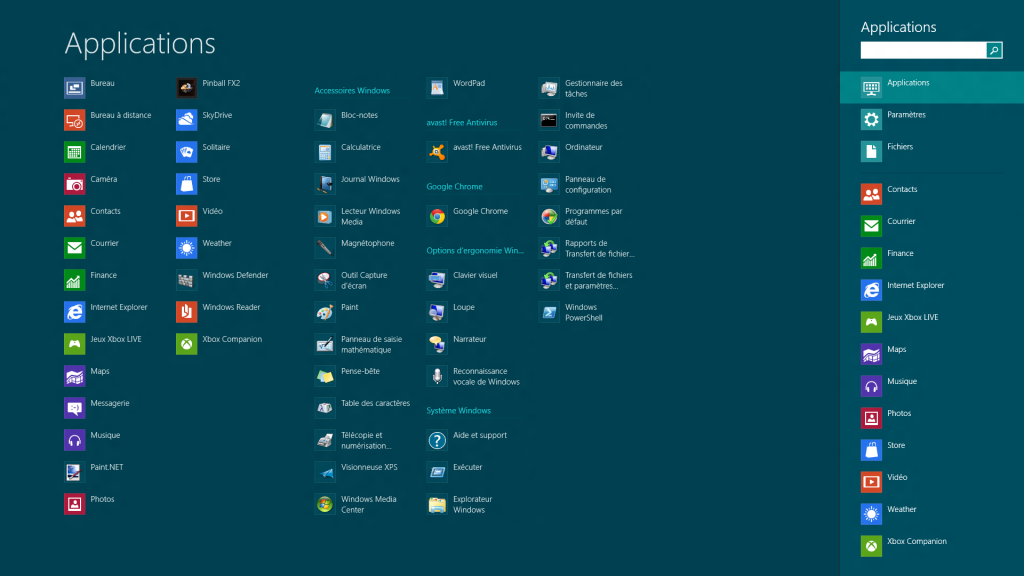 Applications
Bureau
Bureau à distance
Calendrier
Caméra
Contacts
Courrier
Finance
Internet Explorer
Jeux Xbox LIVE
Maps
Messagerie
Musique
Paint.NET
Photos
Pinball FX2
SkyDrive
Solitaire
Store
Vidéo
Weather
Windows Defender
Windows Reader
Xbox Companion
Accessoires Windows
Bloc-notes
Calculatrice
Journal Windows
Lecteur Windows
Media
Magnétophone
Outil Capture
d'écran
Paint
Panneau de saisie
mathématique
Pense-bête
Table des caractères
Télécopie et
numérisation...
Visionneuse XPS
Windows Media
Center
WordPad
avast! Free Antivirus
avast! Free Antivirus
Google Chrome
Google Chrome
Options d'ergonomie Win...
Clavier visuel
Loupe
Narrateur
Reconnaissance
vocale de Windows
Système Windows
Aide et support
Exécuter
Explorateur
Windows
Gestionnaire des
tâches
Invite de
commandes
Ordinateur
Panneau de
configuration
Programmes par
défaut
Rapports de
Transfert de fichier...
Transfert de fichiers
et paramètres...
Windows
PowerShell
Applications
Applications
Paramètres
Fichiers
Contacts
Courrier
Finance
Internet Explorer
Jeux Xbox LIVE
Maps
Musique
Photos
Store
Vidéo
Weather
Xbox Companion